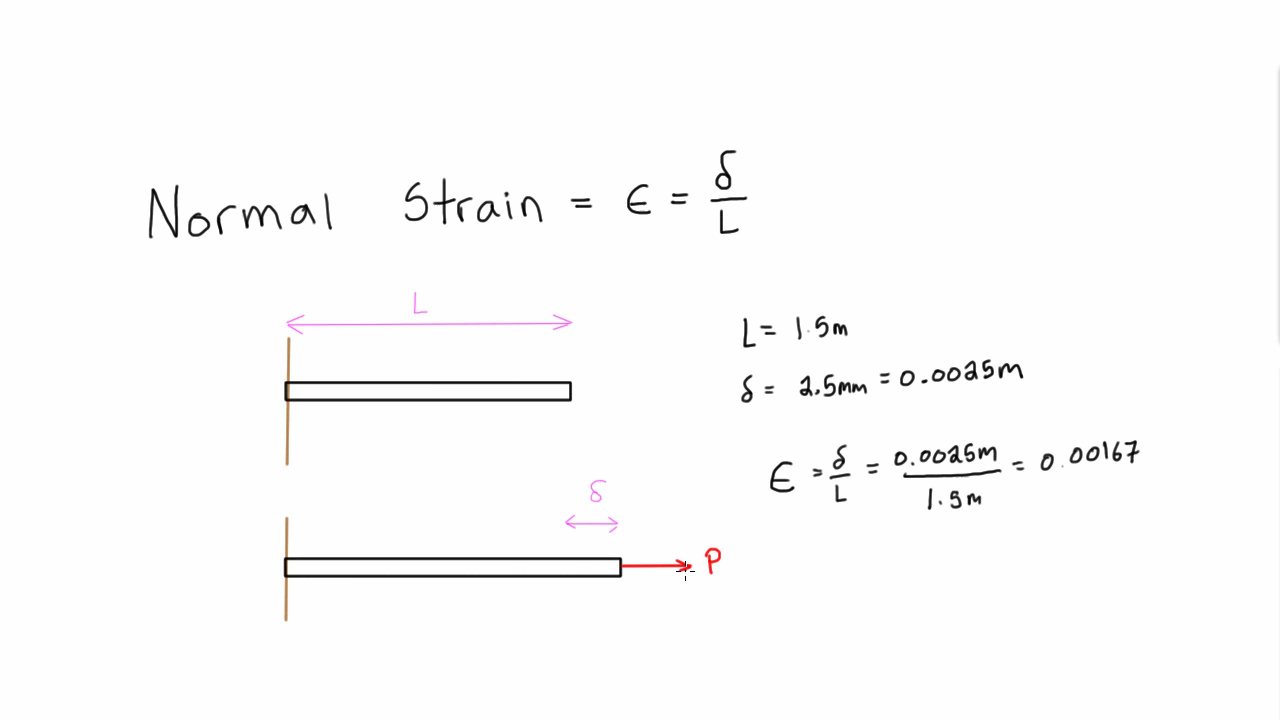 Normal Strain = ϵ = δ/L
L
L = 1.5m
δ = 2.5mm = 0.0025m
ϵ = δ/L = 0.0025m/1.5m = 0.00167
δ
P